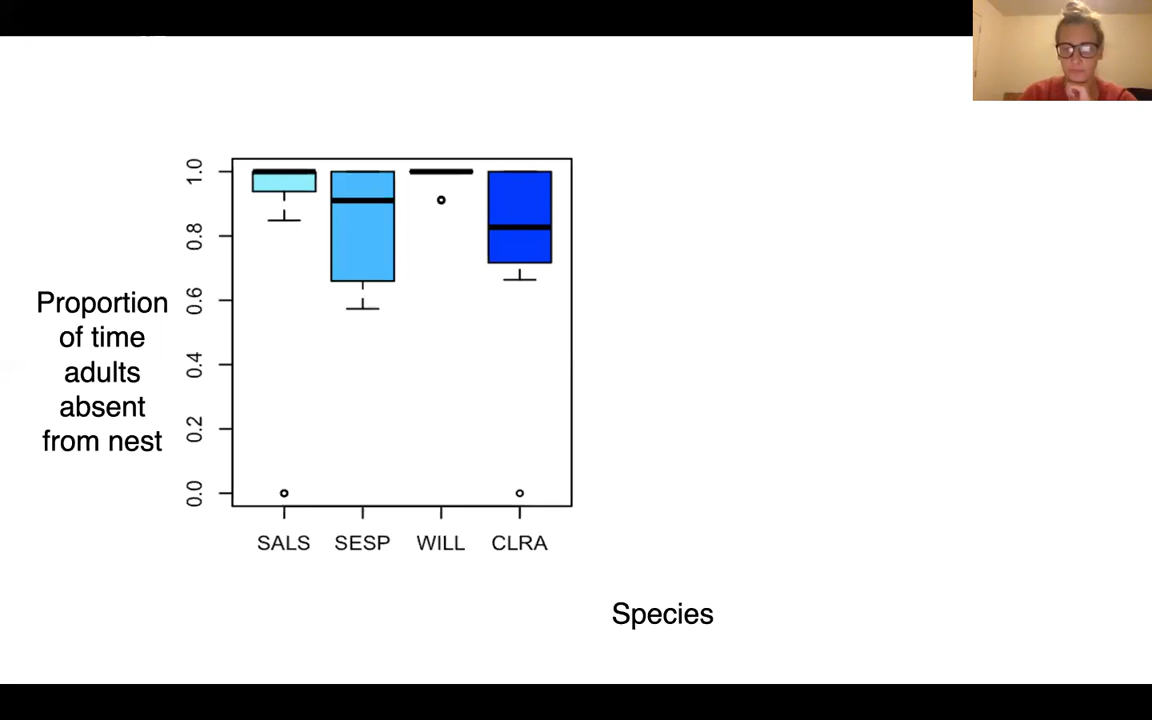 1.0
0.8
0.6
0.4
0.2
0.0
Proportion
of time
adults
absent
from nest
SALS SESP WILL CLRA
Species